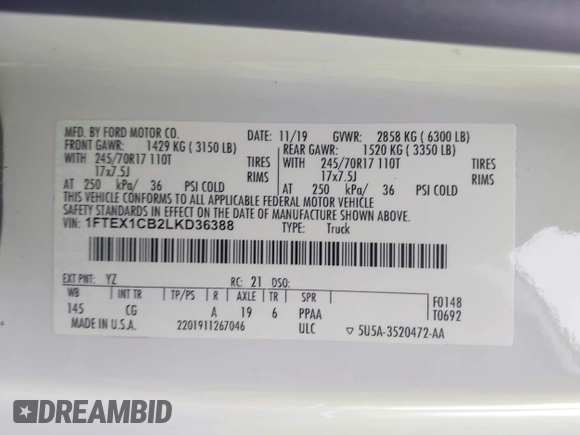 MFD. BY FORD MOTOR CO.
DATE: 11/19 GVWR: 2858 KG ( 6300 LB)
FRONT GAWR: 1429 KG ( 3150 LB) REAR GAWR: 1520 KG ( 3350 LB)
WITH 245/70R17 110T TIRES WITH 245/70R17 110T TIRES
17x7.5J RIMS 17x7.5J RIMS
AT 250 kPa/ 36 PSI COLD AT 250 kPa/ 36 PSI COLD
THIS VEHICLE CONFORMS TO ALL APPLICABLE FEDERAL MOTOR VEHICLE
SAFETY STANDARDS IN EFFECT ON THE DATE OF MANUFACTURE SHOWN ABOVE.
VIN: 1FTEX1CB2LKD36388 TYPE: Truck
EXT PNT: YZ RC: 21 DSO:
WB INT TR TP/PS R AXLE TR SPR
145 CG A 19 6 PPAA
F0148
T0692
MADE IN U.S.A. 2201911267046 ULC ▽ 5U5A-3520472-AA
DREAMBID